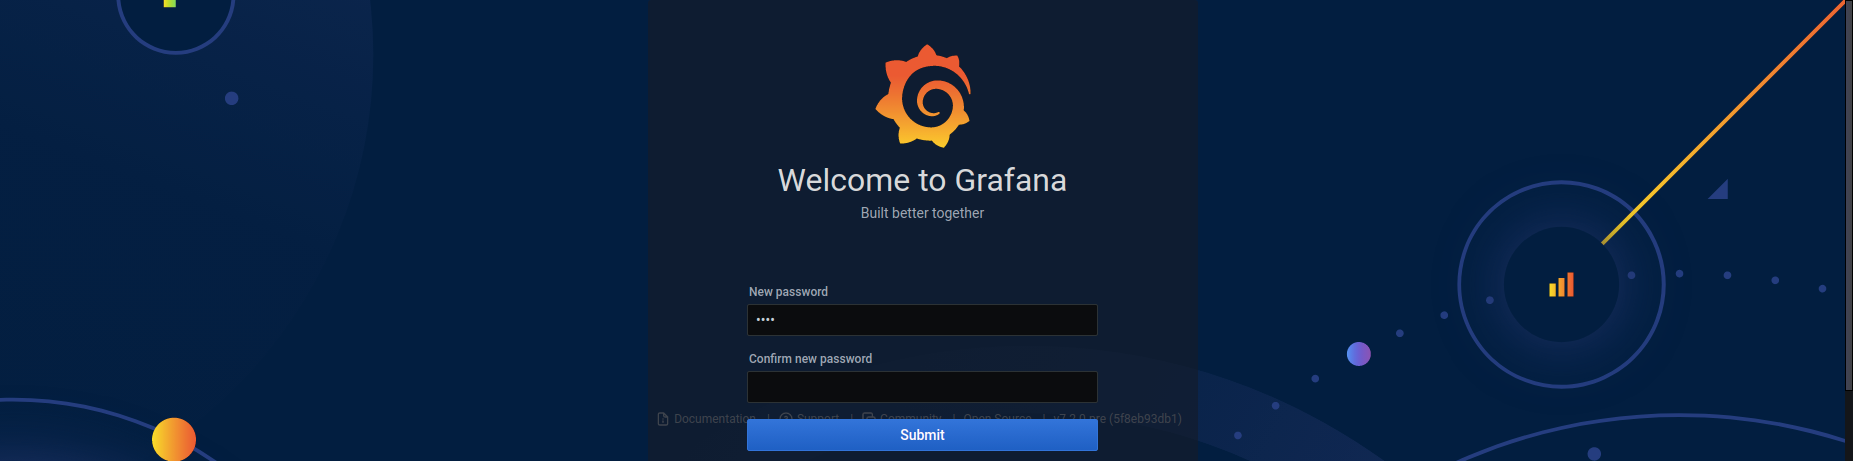 Welcome to Grafana
Built better together
New password
••••
Confirm new password
Documentation | Support | Community | Open Source | v7.2.0-pre (5f8eb93db1)
Submit